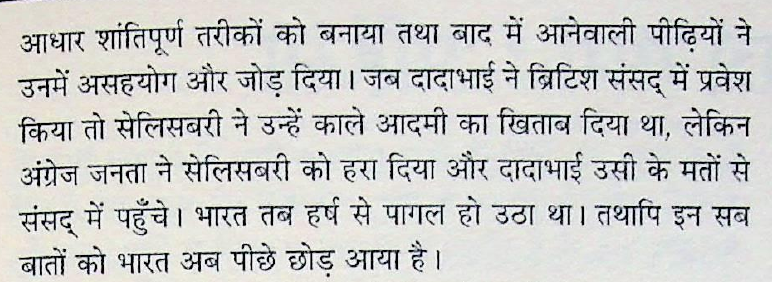 आधार शांतिपूर्ण तरीकों को बनाया तथा बाद में आनेवाली पीढ़ियों ने
उनमें असहयोग और जोड़ दिया। जब दादाभाई ने ब्रिटिश संसद् में प्रवेश
किया तो सेलिसबरी ने उन्हें काले आदमी का खिताब दिया था, लेकिन
अंग्रेज जनता ने सेलिसबरी को हरा दिया और दादाभाई उसी के मतों से
संसद् में पहुँचे। भारत तब हर्ष से पागल हो उठा था। तथापि इन सब
बातों को भारत अब पीछे छोड़ आया है।